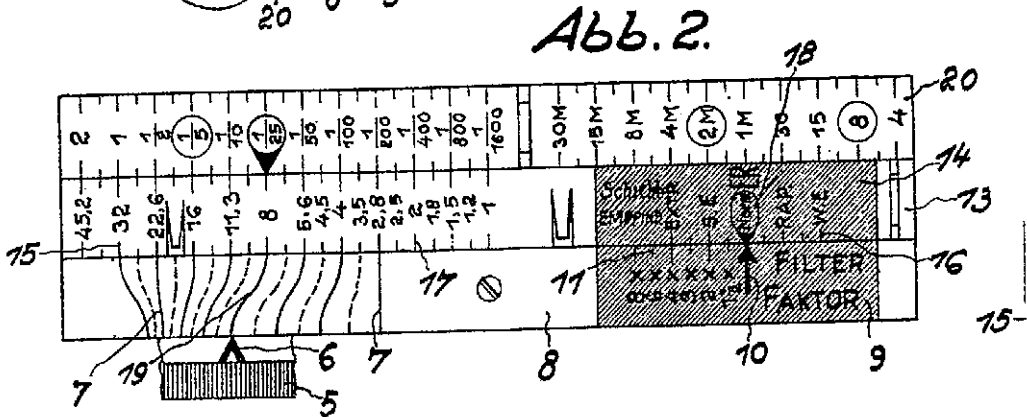 20
Abb. 2.
18
20
2 1 1/2 1/5 1/10 1/25 1/50 1/100 1/200 1/400 1/800 1/1600
30M 15M 8M 4M 2M 1M 30 15 8 4
14
13
45,2 32 22,6 16 11,3 8 5,6 4,5 4 3,5 2,8 2,5 2 1,8 1,5 1,2 1
EXTR RAP
15 17 11 FILTER 16
XXXXXX
FAKTOR
7 19 6 7 8 10 9 15
5